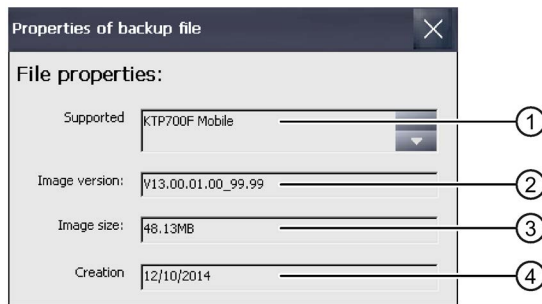 Properties of backup file
File properties:
Supported KTP700F Mobile 1
Image version: V13.00.01.00_99.99 2
Image size: 48.13MB 3
Creation 12/10/2014 4